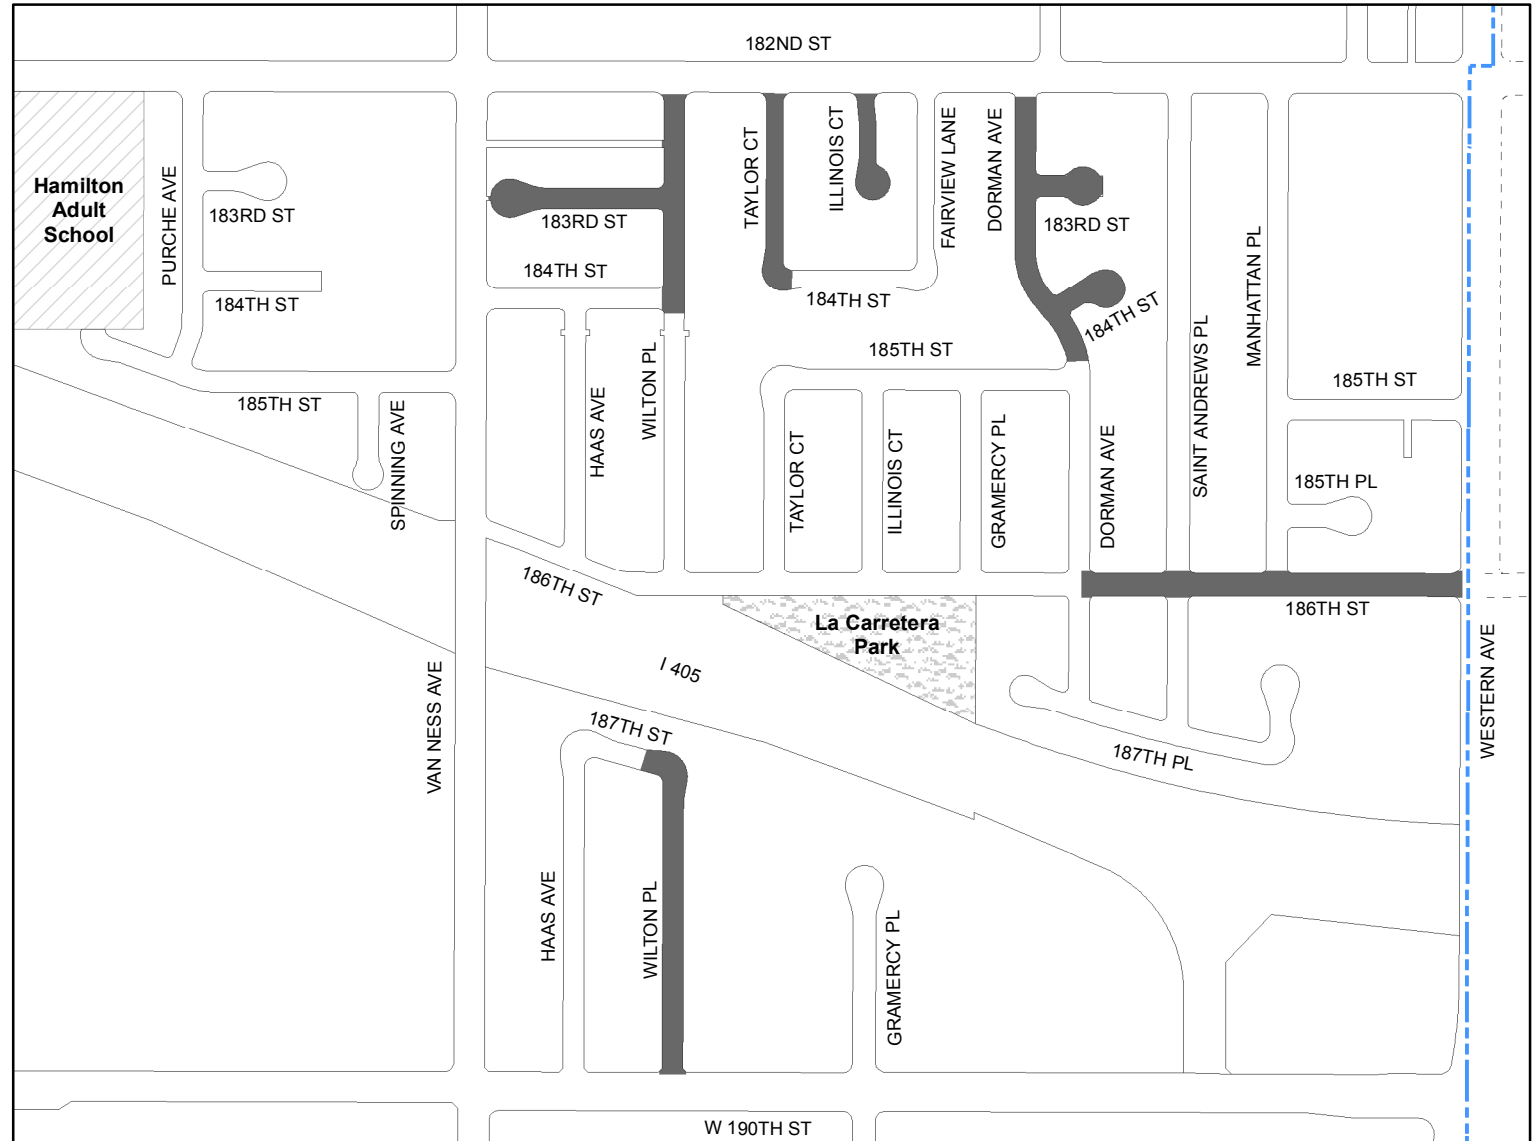 182ND ST
Hamilton
Adult
School
PURCHE AVE
183RD ST
184TH ST
185TH ST
SPINNING AVE
183RD ST
184TH ST
HAAS AVE
WILTON PL
TAYLOR CT
ILLINOIS CT
FAIRVIEW LANE
DORMAN AVE
183RD ST
184TH ST
184TH ST
185TH ST
SAINT ANDREWS PL
MANHATTAN PL
185TH ST
185TH PL
TAYLOR CT
ILLINOIS CT
GRAMERCY PL
DORMAN AVE
186TH ST
186TH ST
La Carretera
Park
I 405
VAN NESS AVE
187TH ST
187TH PL
WESTERN AVE
HAAS AVE
WILTON PL
GRAMERCY PL
W 190TH ST